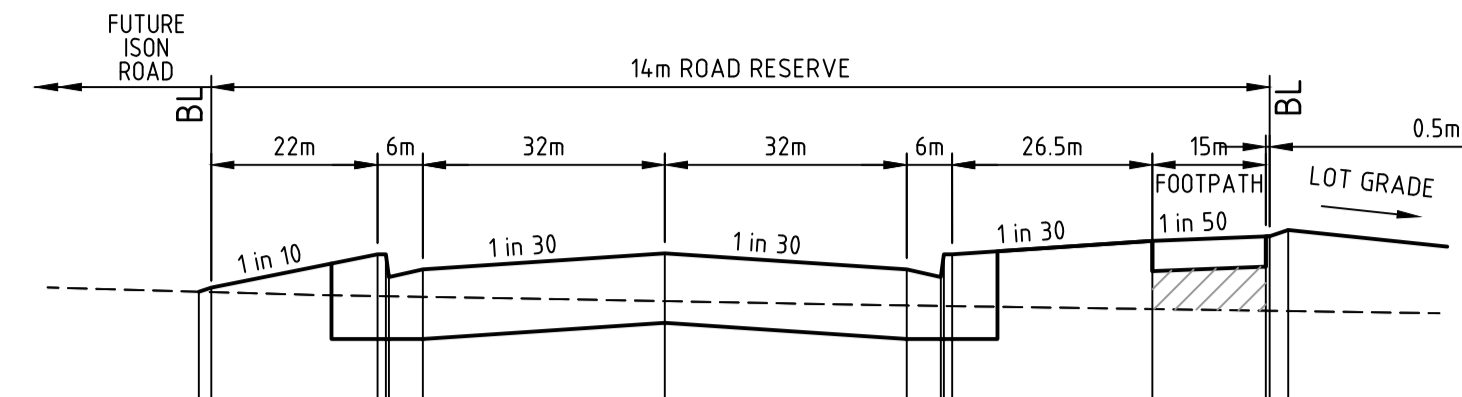 FUTURE
ISON
ROAD
14m ROAD RESERVE
BL
BL
22m
6m
32m
32m
6m
26.5m
15m
0.5m
FOOTPATH
LOT GRADE
1 in 10
1 in 30
1 in 30
1 in 30
1 in 50